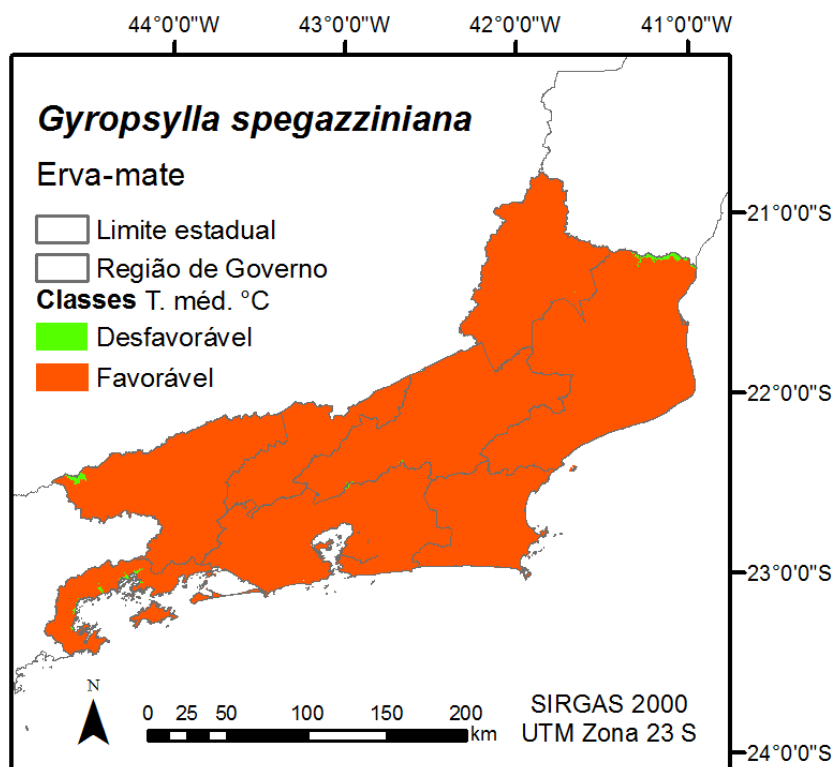 44°0'0"W 43°0'0"W 42°0'0"W 41°0'0"W
Gyropsylla spegazziniana
Erva-mate
Limite estadual
Região de Governo
Classes T. méd. °C
Desfavorável
Favorável
21°0'0"S
22°0'0"S
23°0'0"S
24°0'0"S
N
0 25 50 100 150 200
km
SIRGAS 2000
UTM Zona 23 S